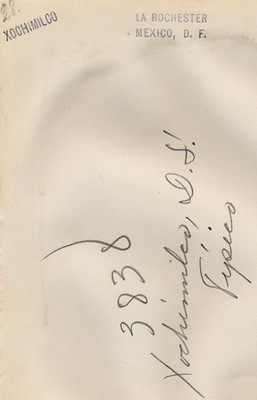 28.
XOCHIMILCO
LA ROCHESTER
MEXICO, D. F.
3838
Xochimilco, D.F.
Típico